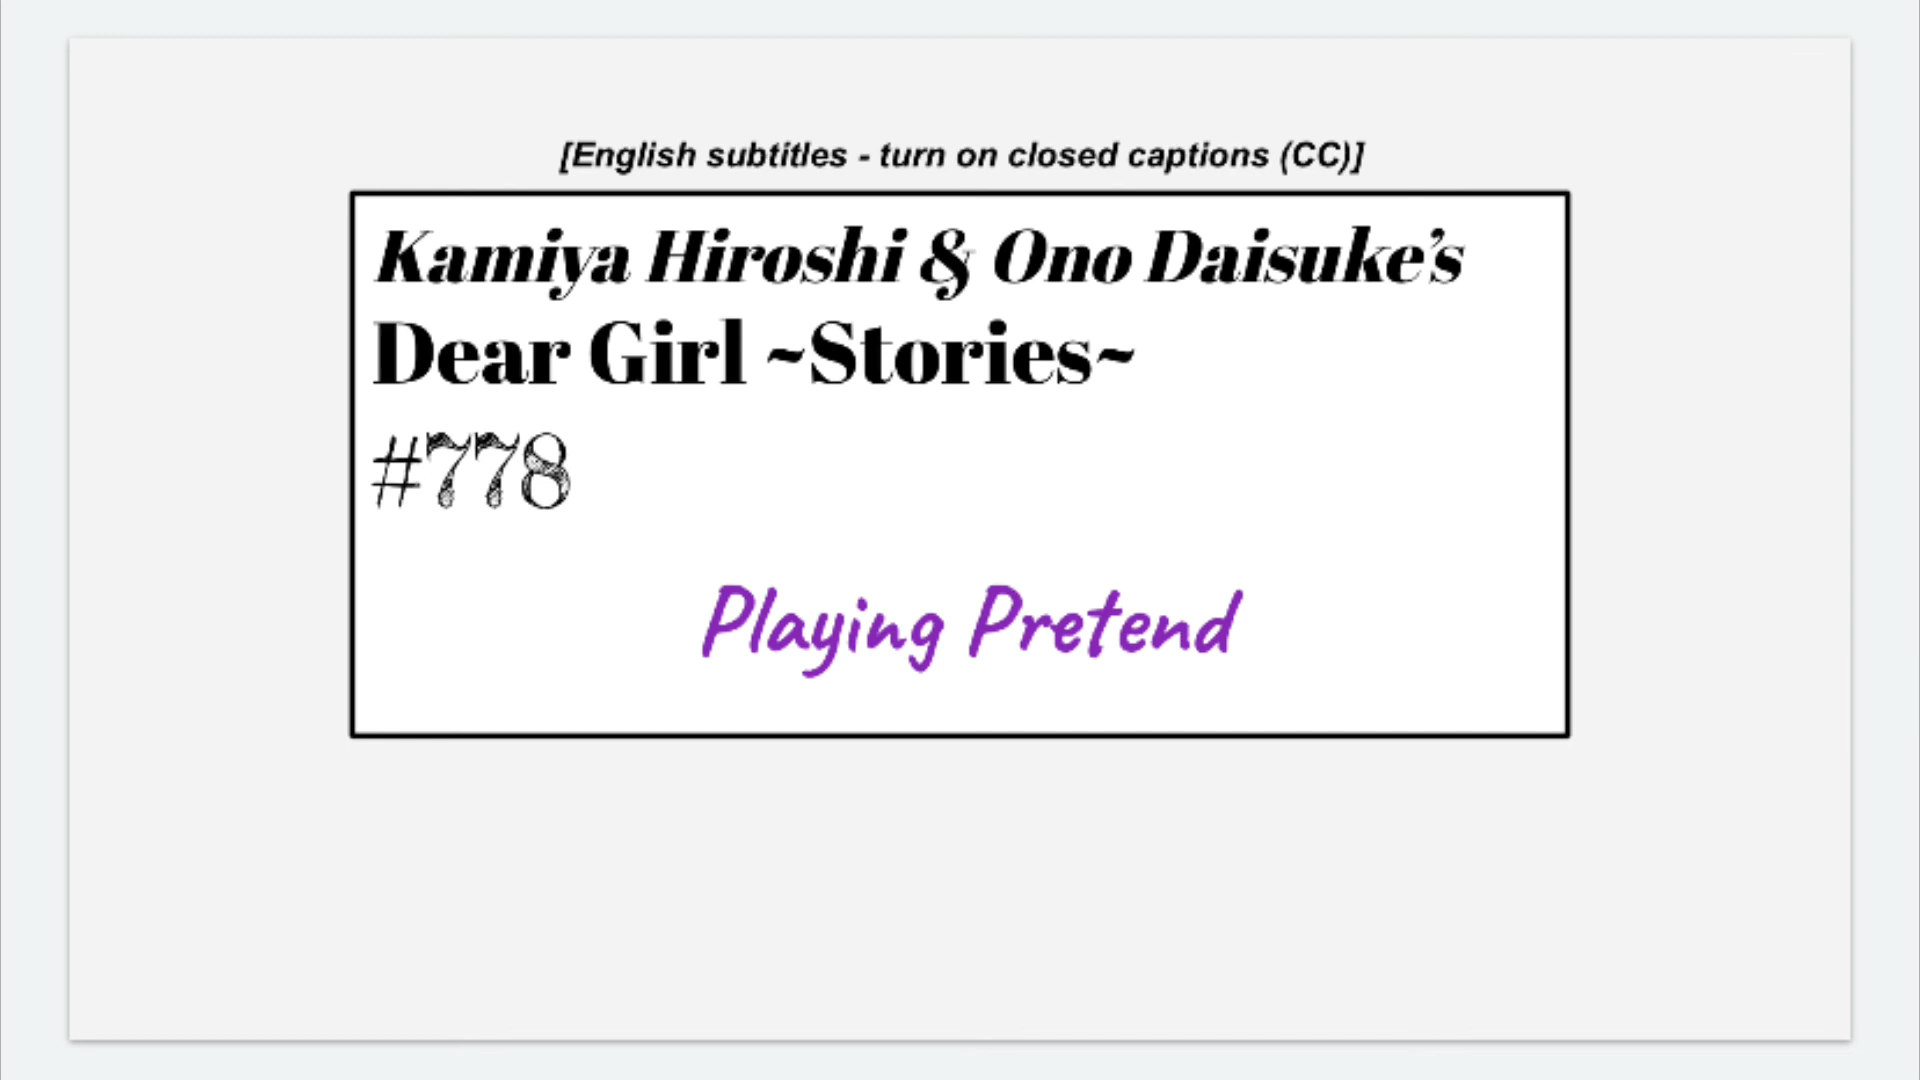 [English subtitles - turn on closed captions (CC)]
Kamiya Hiroshi & Ono Daisuke’s
Dear Girl ~Stories~
#778
Playing Pretend